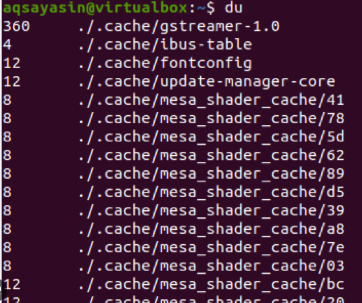 aqsayasin@virtualbox:~$ du
360     ./.cache/gstreamer-1.0
4       ./.cache/ibus-table
12      ./.cache/fontconfig
12      ./.cache/update-manager-core
8       ./.cache/mesa_shader_cache/41
8       ./.cache/mesa_shader_cache/78
8       ./.cache/mesa_shader_cache/5d
8       ./.cache/mesa_shader_cache/62
8       ./.cache/mesa_shader_cache/89
8       ./.cache/mesa_shader_cache/d5
8       ./.cache/mesa_shader_cache/39
8       ./.cache/mesa_shader_cache/a8
8       ./.cache/mesa_shader_cache/7e
8       ./.cache/mesa_shader_cache/03
12      ./.cache/mesa_shader_cache/bc
12      ./.cache/mesa_shader_cache/20